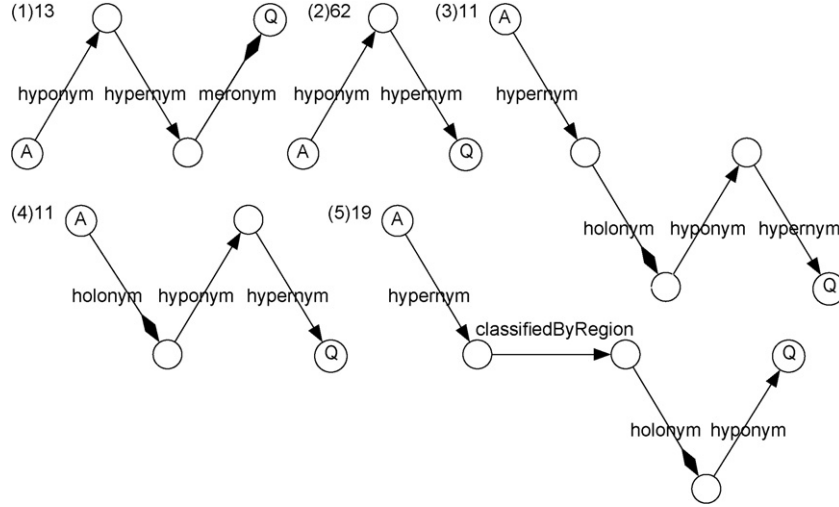 (1)13
Q
hyponym hypernym meronym
A
(2)62
hyponym hypernym
A
Q
(3)11
A
hypernym
holonym hyponym hypernym
Q
(4)11
A
holonym hyponym hypernym
Q
(5)19
A
hypernym
classifiedByRegion
Q
holonym hyponym